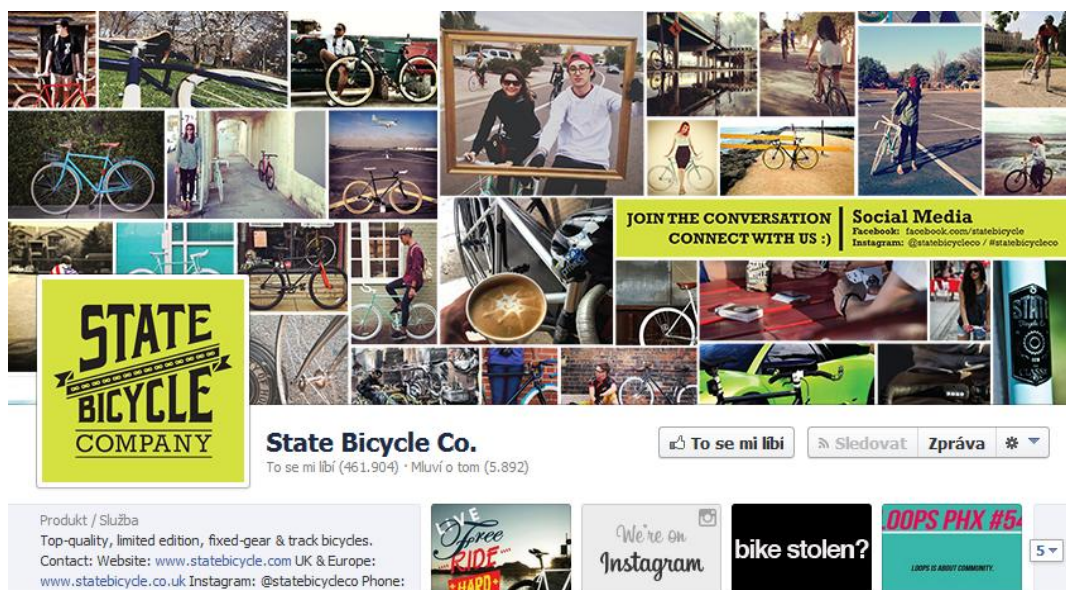 JOIN THE CONVERSATION
CONNECT WITH US :)
Social Media
Facebook: facebook.com/statebicycle
Instagram: @statebicycleco / #statebicycleco
STATE
BICYCLE
COMPANY
STATE
State Bicycle Co.
To se mi líbí (461.904) · Mluví o tom (5.892)
To se mi líbí
Sledovat
Zpráva
Produkt / Služba
Top-quality, limited edition, fixed-gear & track bicycles.
Contact: Website: www.statebicycle.com UK & Europe:
www.statebicycle.co.uk Instagram: @statebicycleco Phone:
LIVE
Free
RIDE
HARD
We're on
Instagram
bike stolen?
LOOPS PHX #54
LOOPS IS ABOUT COMMUNITY.
5